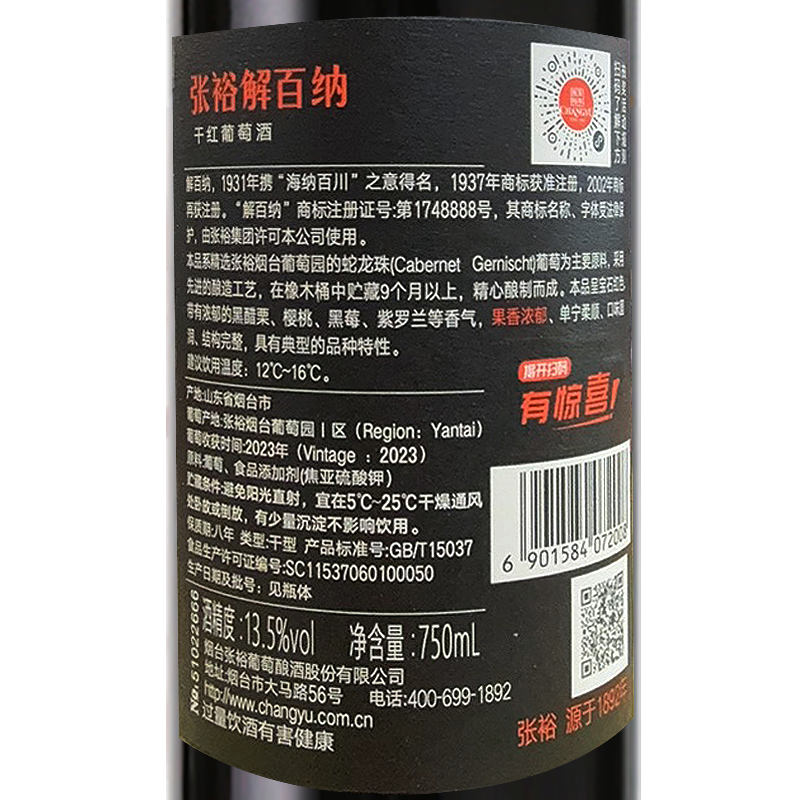 张裕解百纳
干红葡萄酒
CHANGYU
扫码了解下方
解百纳，1931年携“海纳百川”之意得名，1937年商标获准注册，2002年商标
再获注册。“解百纳”商标注册证号:第1748888号，其商标名称、字体受法律保
护，由张裕集团许可本公司使用。
本品系精选张裕烟台葡萄园的蛇龙珠(Cabernet Gernischt)葡萄为主要原料，采用
先进的酿造工艺，在橡木桶中贮藏9个月以上，精心酿制而成。本品呈宝石红色，
带有浓郁的黑醋栗、樱桃、黑莓、紫罗兰等香气，果香浓郁、单宁柔顺、口味圆
润、结构完整，具有典型的品种特性。
建议饮用温度：12℃~16℃。
揭开扫码
有惊喜!
产地:山东省烟台市
葡萄产地:张裕烟台葡萄园Ⅰ区（Region：Yantai）
葡萄收获时间:2023年（Vintage ：2023）
原料:葡萄、食品添加剂(焦亚硫酸钾)
贮藏条件:避免阳光直射，宜在5℃~25℃干燥通风
处卧放或倒放，有少量沉淀不影响饮用。
保质期:八年 类型:干型 产品标准号:GB/T15037
食品生产许可证编号:SC11537060100050
生产日期及批号：见瓶体
6 901584 072008
酒精度:13.5%vol 净含量:750mL
烟台张裕葡萄酿酒股份有限公司
地址:烟台市大马路56号 电话:400-699-1892
http://www.changyu.com.cn
过量饮酒有害健康
No 51022666
张裕 源于1892年